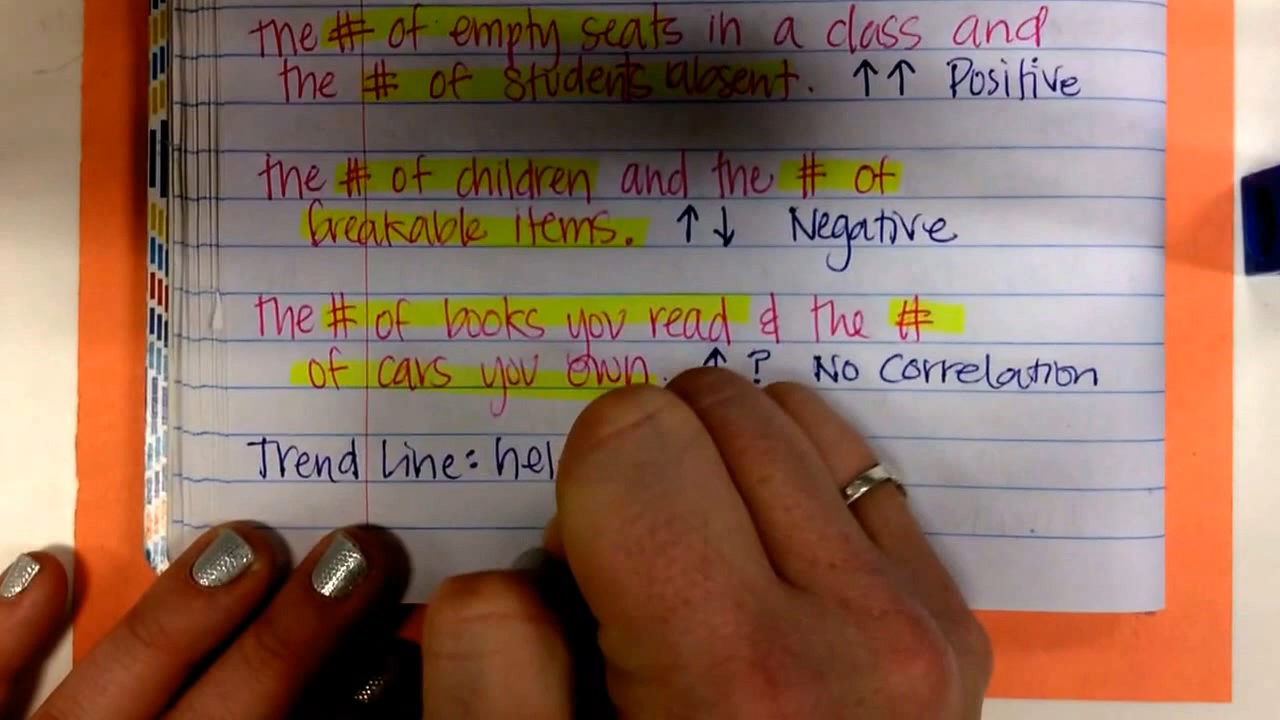 the # of empty seats in a class and
the # of students absent. ↑↑ Positive
the # of children and the # of
breakable items. ↑↓ Negative
the # of books you read & the #
of cars you own. ↑ ? No Correlation
Trend Line: hel